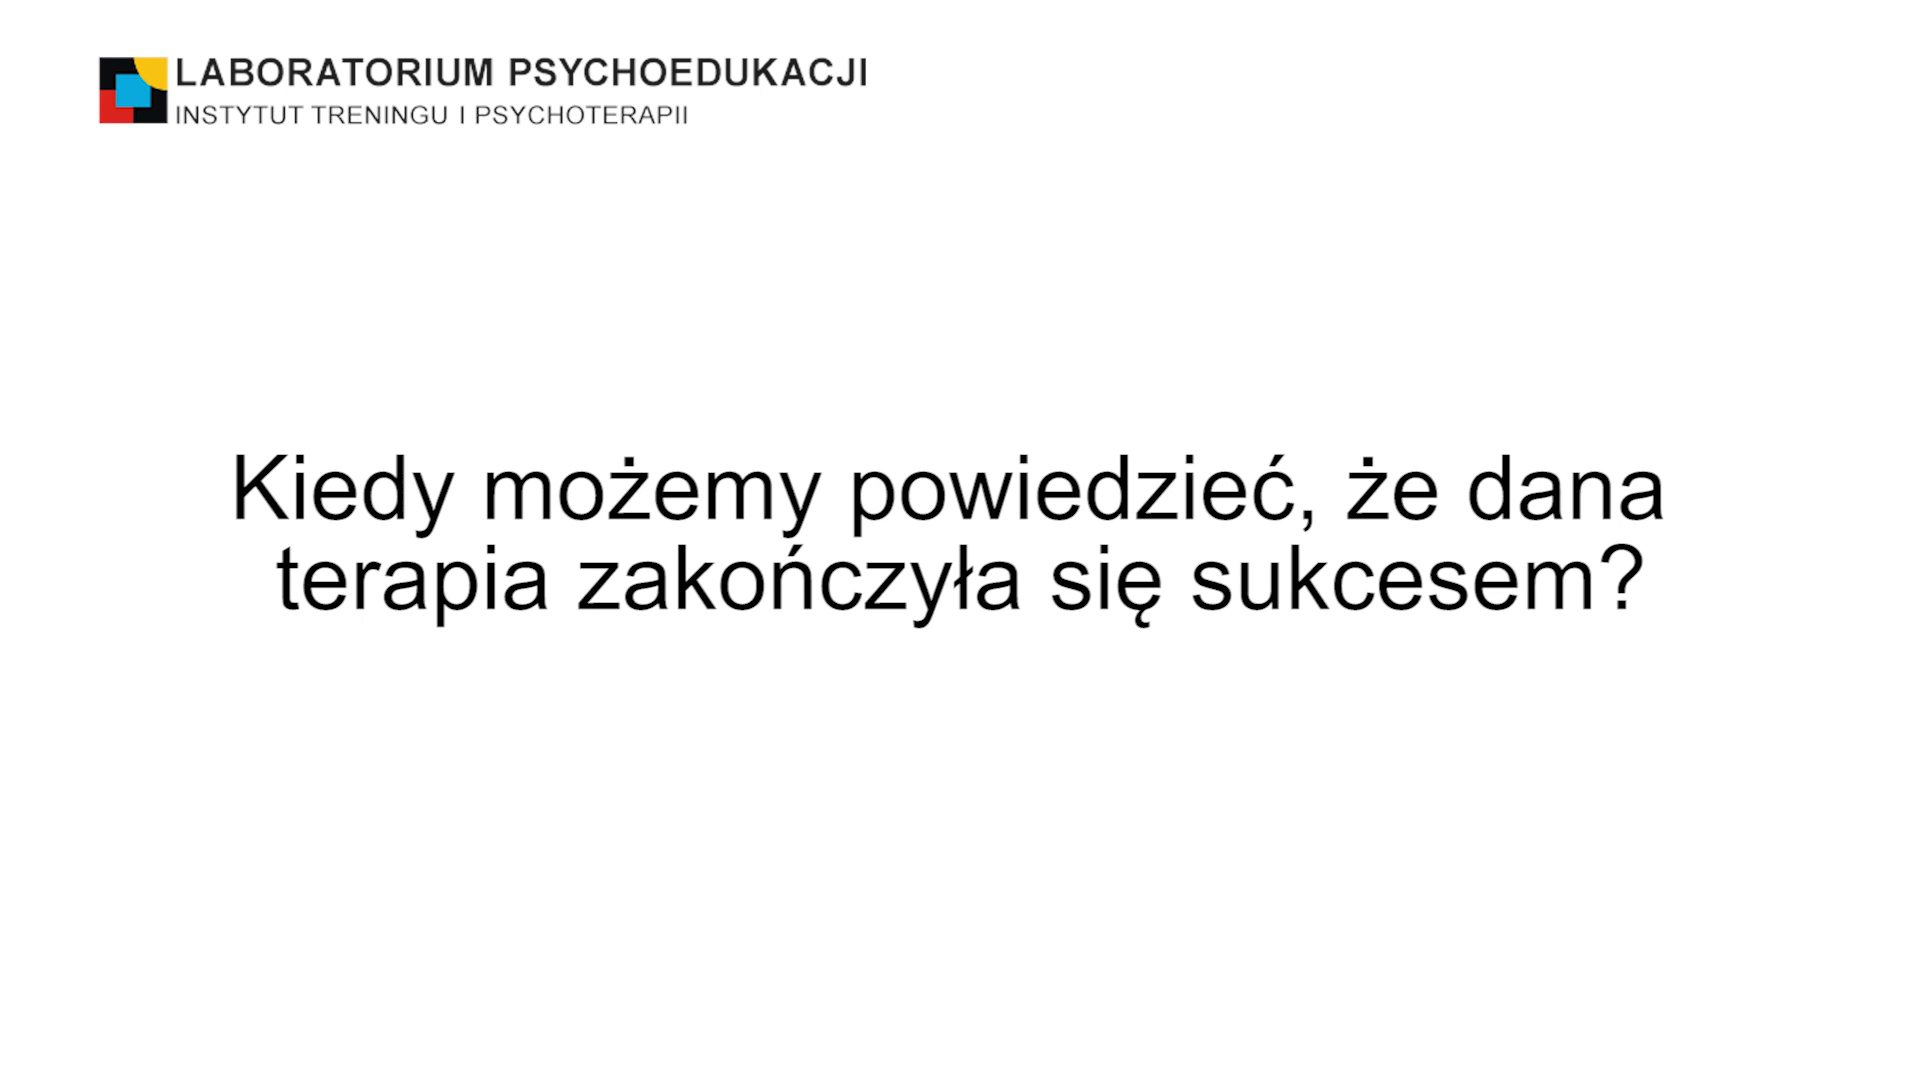 LABORATORIUM PSYCHOEDUKACJI
INSTYTUT TRENINGU I PSYCHOTERAPII
Kiedy możemy powiedzieć, że dana
terapia zakończyła się sukcesem?